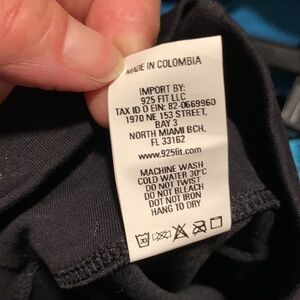 MADE IN COLOMBIA
IMPORT BY:
925 FIT LLC
TAX ID O EIN: 82-0669960
1970 NE 153 STREET,
BAY 3
NORTH MIAMI BCH,
FL 33162
www.925fit.com
MACHINE WASH
COLD WATER 30°C
DO NOT TWIST
DO NOT BLEACH
DO NOT IRON
HANG TO DRY
30